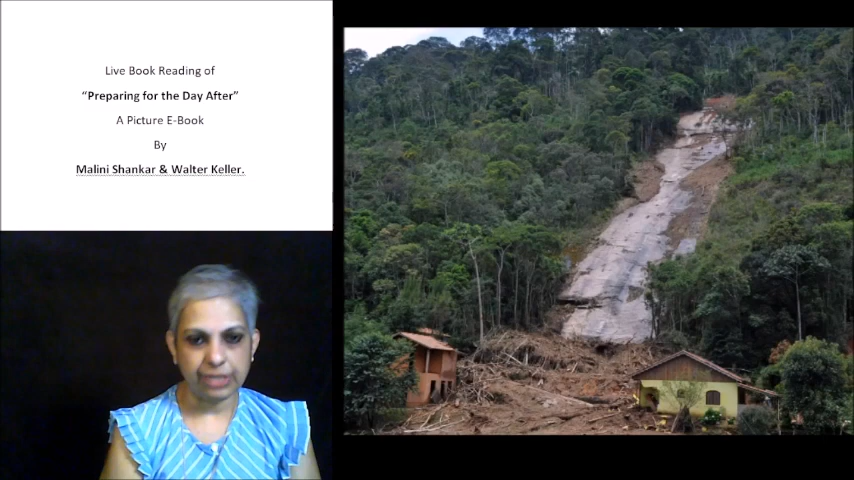 Live Book Reading of
“Preparing for the Day After”
A Picture E-Book
By
Malini Shankar & Walter Keller.